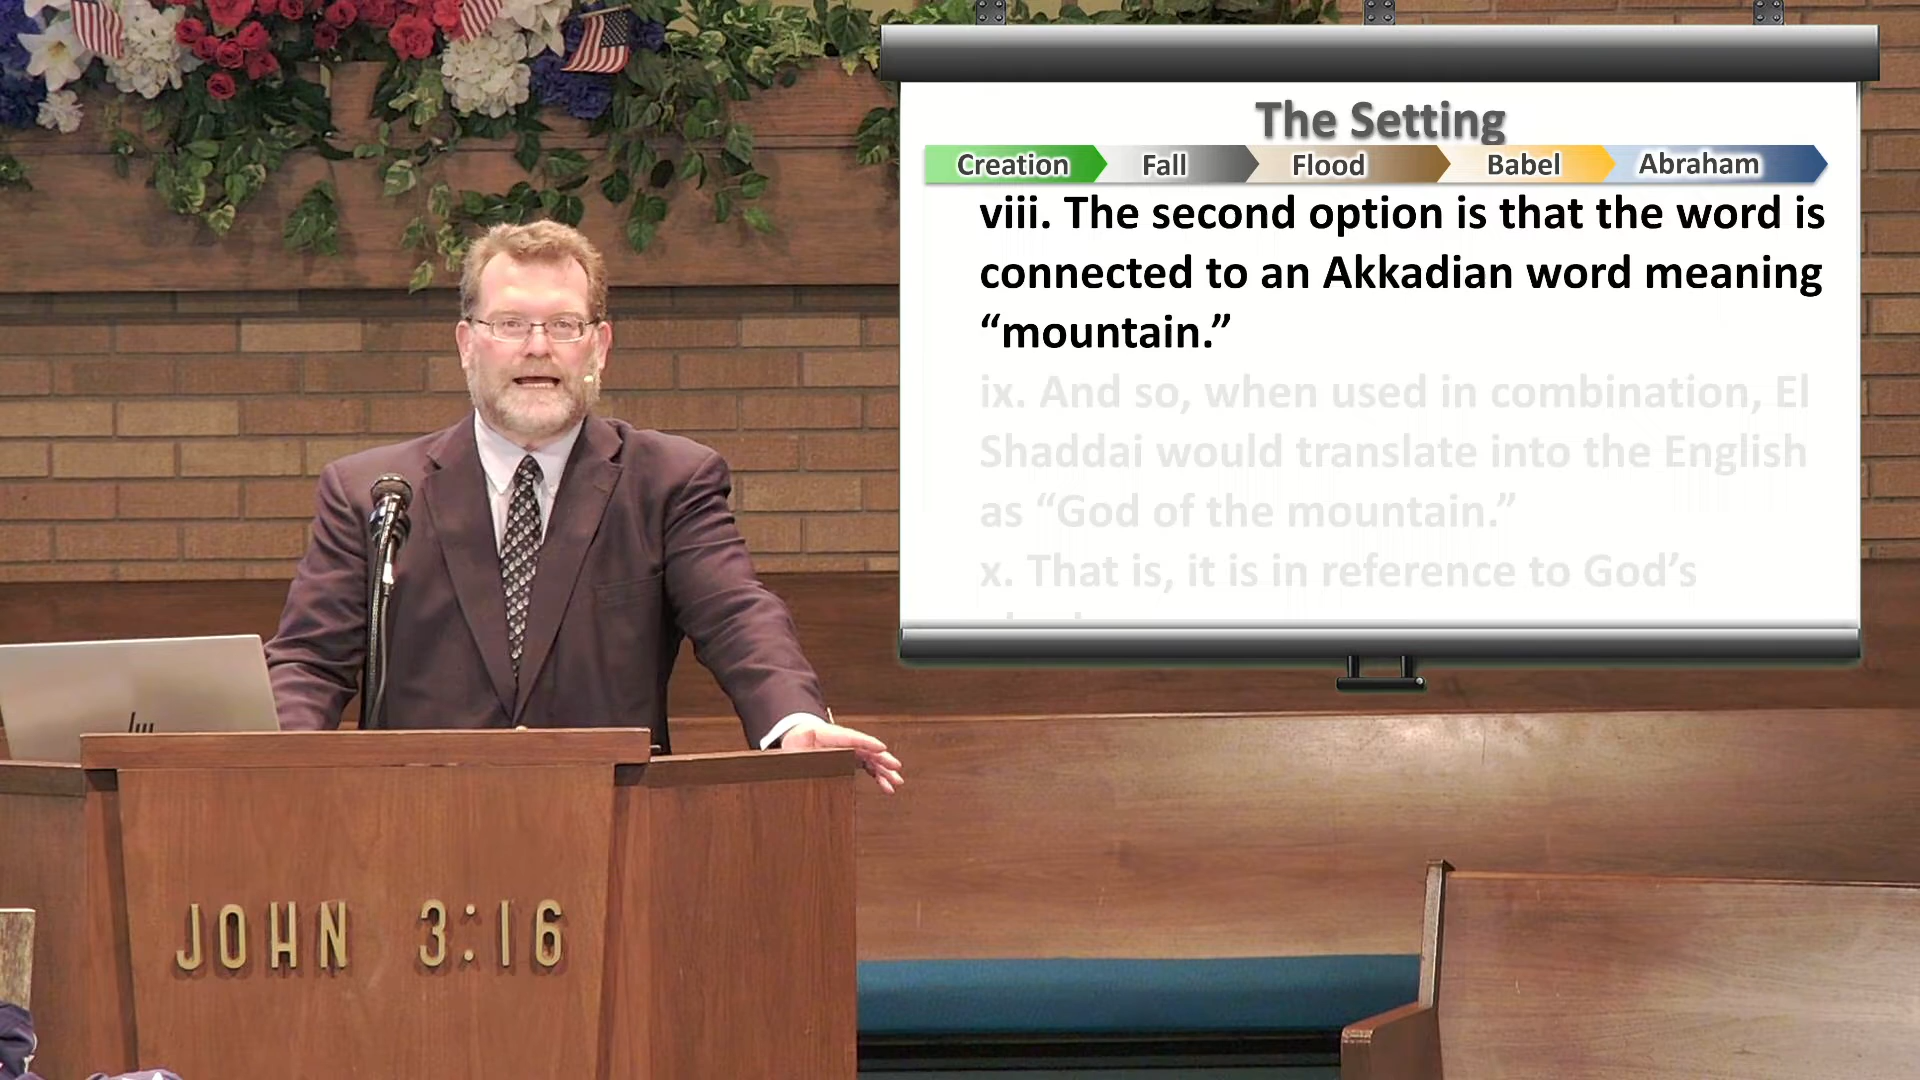 The Setting
Creation Fall Flood Babel Abraham
viii. The second option is that the word is
connected to an Akkadian word meaning
“mountain.”
ix. And so, when used in combination, El
Shaddai would translate into the English
as “God of the mountain.”
x. That is, it is in reference to God’s
hp
JOHN 3:16